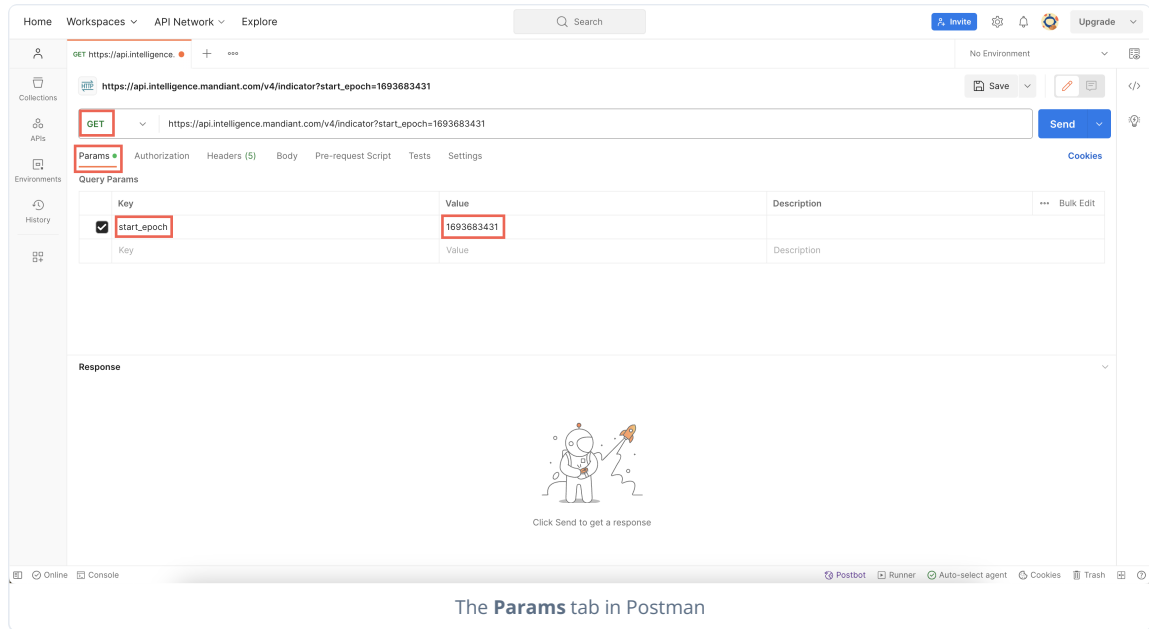 Home Workspaces API Network Explore Search Invite Upgrade
GET https://api.intelligence. No Environment
HTTP https://api.intelligence.mandiant.com/v4/indicator?start_epoch=1693683431 Save
Collections
GET https://api.intelligence.mandiant.com/v4/indicator?start_epoch=1693683431 Send
APIs
Params Authorization Headers (5) Body Pre-request Script Tests Settings Cookies
Environments
Query Params
Key Value Description Bulk Edit
History
start_epoch 1693683431
Key Value Description
Response
Click Send to get a response
Online Console Postbot Runner Auto-select agent Cookies Trash
The Params tab in Postman